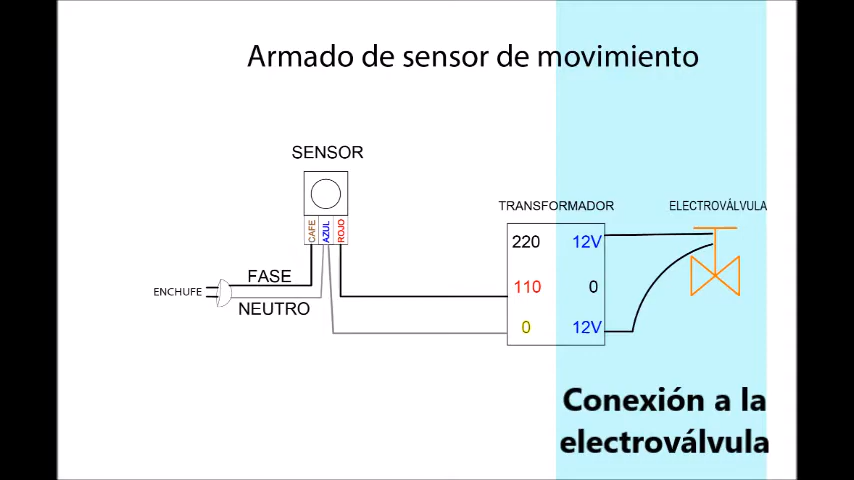 Armado de sensor de movimiento
SENSOR
CAFE
AZUL
ROJO
TRANSFORMADOR
ELECTROVÁLVULA
220 12V
110 0
0 12V
FASE
ENCHUFE
NEUTRO
Conexión a la
electroválvula